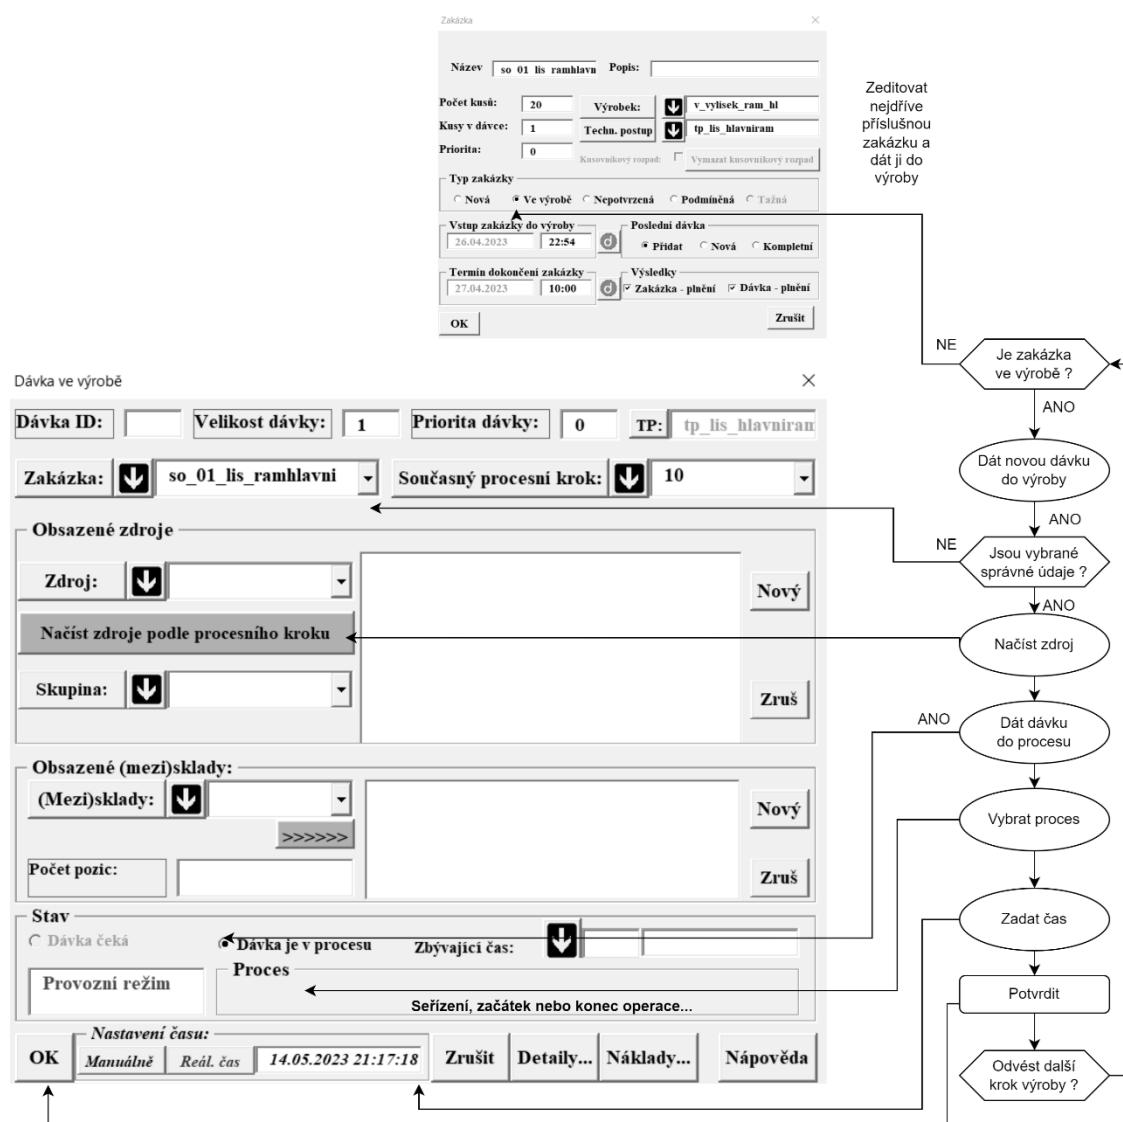 Zakázka
Název so_01_lis_ramhlavn Popis:
Počet kusů: 20 Výrobek: v_vylisek_ram_hl
Kusy v dávce: 1 Techn. postup tp_lis_hlavniram
Priorita: 0 Kusovníkový rozpad: Vymazat kusovníkový rozpad
Typ zakázky
Nová Ve výrobě Nepotvrzená Podmíněná Tažná
Vstup zakázky do výroby Poslední dávka
26.04.2023 22:54 d Přidat Nová Kompletní
Termín dokončení zakázky Výsledky
27.04.2023 10:00 d Zakázka - plnění Dávka - plnění
OK Zrušit
Zeditovat
nejdříve
příslušnou
zakázku a
dát ji do
výroby
Dávka ve výrobě
Dávka ID: Velikost dávky: 1 Priorita dávky: 0 TP: tp_lis_hlavniram
Zakázka: so_01_lis_ramhlavni Současný procesní krok: 10
Obsazené zdroje
Zdroj: Nový
Načíst zdroje podle procesního kroku
Skupina: Zruš
Obsazené (mezi)sklady:
(Mezi)sklady: Nový
>>>>>>
Počet pozic: Zruš
Stav
Dávka čeká Dávka je v procesu Zbývající čas:
Provozní režim Proces
Seřízení, začátek nebo konec operace...
Nastavení času:
OK Manuálně Reál. čas 14.05.2023 21:17:18 Zrušit Detaily... Náklady... Nápověda
NE
Je zakázka
ve výrobě ?
ANO
Dát novou dávku
do výroby
ANO
NE
Jsou vybrané
správné údaje ?
ANO
Načíst zdroj
ANO
Dát dávku
do procesu
Vybrat proces
Zadat čas
Potvrdit
Odvést další
krok výroby ?